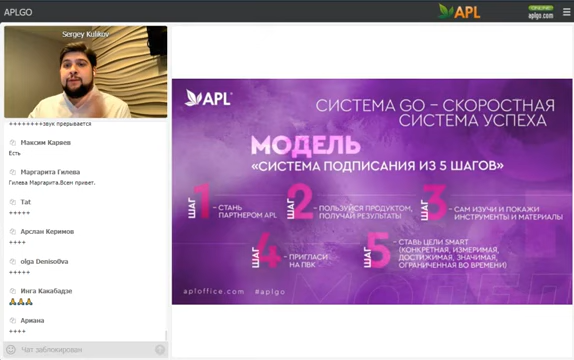 APLGO
APL
ONLINE
aplgo.com
Sergey Kulikov
++++++++звук прерывается
Максим Карвев
Есть
Маргарита Гилева
Гилева Маргарита.Всем привет.
Tat
+++++
Арслан Керимов
++++
olga Deniso0va
+++++
Инга Какабадзе
🙏🙏🙏
Ариана
++++
Чат заблокирован
APL
СИСТЕМА GO – СКОРОСТНАЯ
СИСТЕМА УСПЕХА
МОДЕЛЬ
«СИСТЕМА ПОДПИСАНИЯ ИЗ 5 ШАГОВ»
ШАГ 1 – СТАНЬ
ПАРТНЕРОМ APL
ШАГ 2 – ПОЛЬЗУЙСЯ ПРОДУКТОМ,
ПОЛУЧАЙ РЕЗУЛЬТАТЫ
ШАГ 3 – САМ ИЗУЧИ И ПОКАЖИ
ИНСТРУМЕНТЫ И МАТЕРИАЛЫ
ШАГ 4 – ПРИГЛАСИ
НА ПВК
ШАГ 5 – СТАВЬ ЦЕЛИ SMART
(КОНКРЕТНАЯ, ИЗМЕРИМАЯ,
ДОСТИЖИМАЯ, ЗНАЧИМАЯ,
ОГРАНИЧЕННАЯ ВО ВРЕМЕНИ)
aploffice.com #aplgo